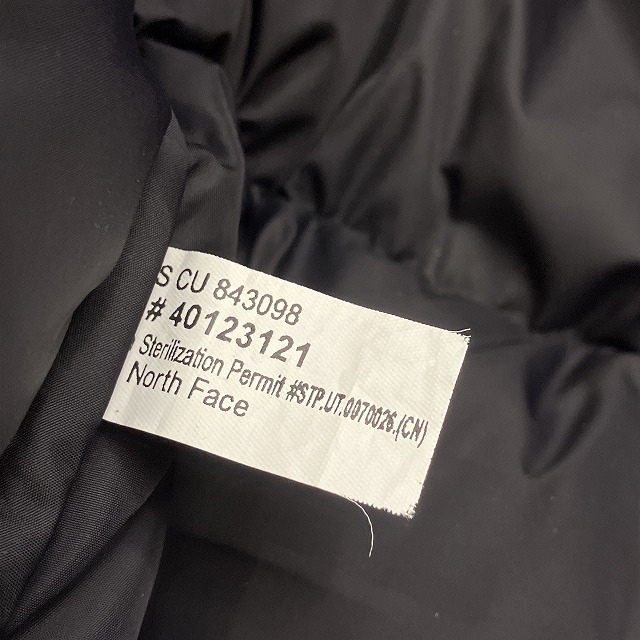 S CU 843098
# 40123121
Sterilization Permit #STP.UT.0070026.(CN)
North Face